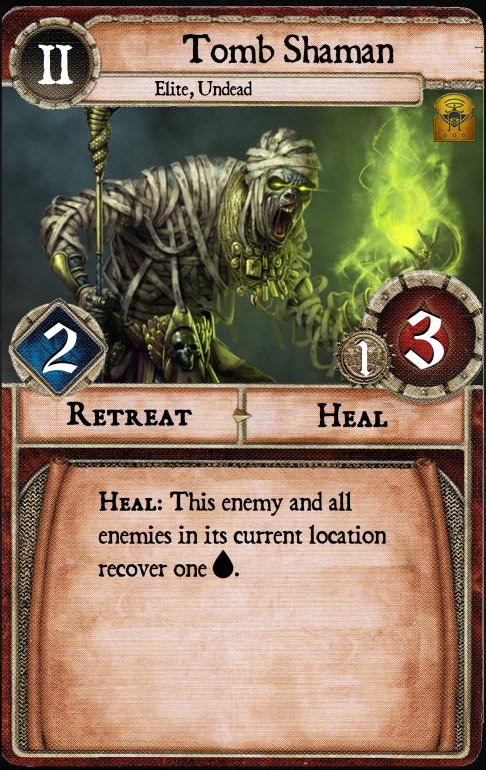 II
Tomb Shaman
Elite, Undead
2
1
3
Retreat
Heal
Heal: This enemy and all
enemies in its current location
recover one .